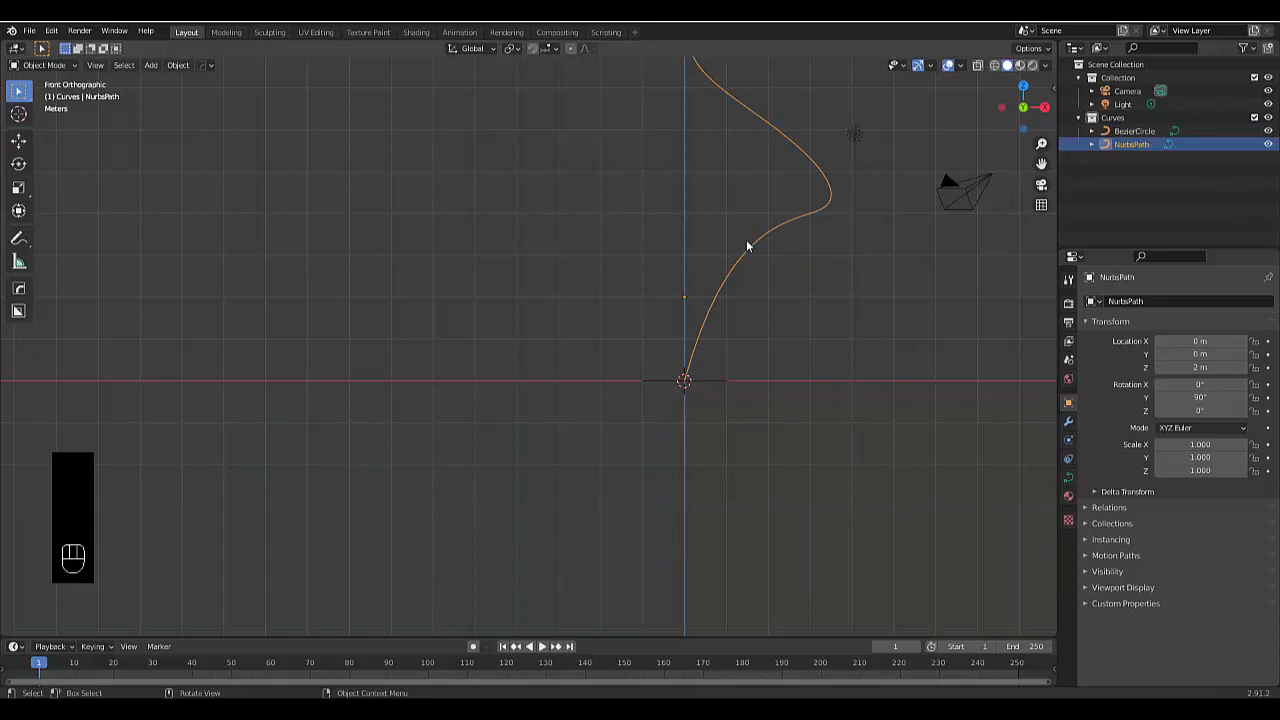 File Edit Render Window Help Layout Modeling Sculpting UV Editing Texture Paint Shading Animation Rendering Compositing Scripting Scene View Layer
Global Options
Object Mode View Select Add Object
Front Orthographic
(1) Curves | NurbsPath
Meters
Scene Collection
Collection
Camera
Light
Curves
BezierCircle
NurbsPath
Z
Y
X
NurbsPath
NurbsPath
Transform
Location X 0 m
Y 0 m
Z 2 m
Rotation X 0°
Y 90°
Z 0°
Mode XYZ Euler
Scale X 1.000
Y 1.000
Z 1.000
Delta Transform
Relations
Collections
Instancing
Motion Paths
Visibility
Viewport Display
Custom Properties
Playback Keying View Marker 1 Start 1 End 250
1 10 20 30 40 50 60 70 80 90 100 110 120 130 140 150 160 170 180 190 200 210 220 230 240 250
Select Box Select Rotate View Object Context Menu 2.91.2